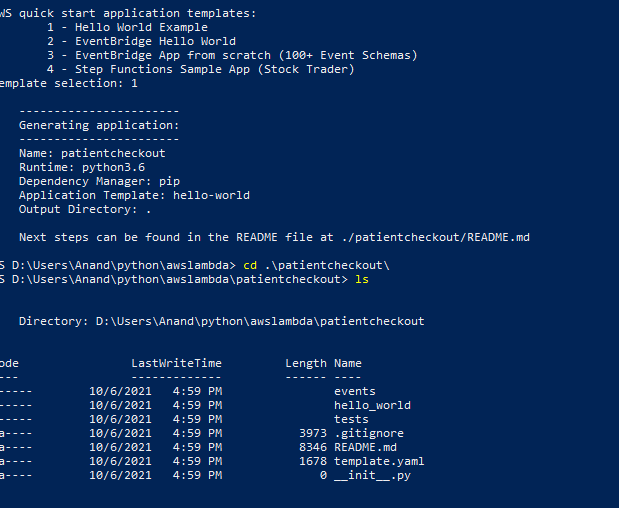 WS quick start application templates:
1 - Hello World Example
2 - EventBridge Hello World
3 - EventBridge App from scratch (100+ Event Schemas)
4 - Step Functions Sample App (Stock Trader)
emplate selection: 1
-----------------------
Generating application:
-----------------------
Name: patientcheckout
Runtime: python3.6
Dependency Manager: pip
Application Template: hello-world
Output Directory: .
Next steps can be found in the README file at ./patientcheckout/README.md
S D:\Users\Anand\python\awslambda> cd .\patientcheckout\
S D:\Users\Anand\python\awslambda\patientcheckout> ls
Directory: D:\Users\Anand\python\awslambda\patientcheckout
ode LastWriteTime Length Name
--- ------------- ------ ----
----- 10/6/2021 4:59 PM events
----- 10/6/2021 4:59 PM hello_world
----- 10/6/2021 4:59 PM tests
a---- 10/6/2021 4:59 PM 3973 .gitignore
a---- 10/6/2021 4:59 PM 8346 README.md
a---- 10/6/2021 4:59 PM 1678 template.yaml
a---- 10/6/2021 4:59 PM 0 __init__.py